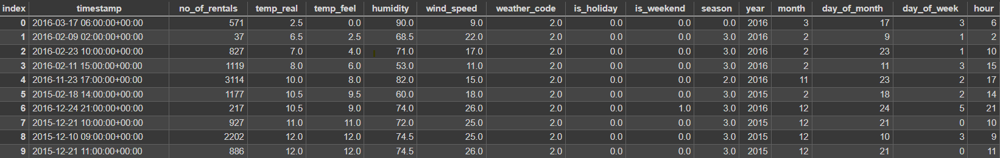 index timestamp no_of_rentals temp_real temp_feel humidity wind_speed weather_code is_holiday is_weekend season year month day_of_month day_of_week hour
0 2016-03-17 06:00:00+00:00 571 2.5 0.0 90.0 9.0 2.0 0.0 0.0 0.0 2016 3 17 3 6
1 2016-02-09 02:00:00+00:00 37 6.5 2.5 68.5 22.0 2.0 0.0 0.0 3.0 2016 2 9 1 2
2 2016-02-23 10:00:00+00:00 827 7.0 4.0 71.0 17.0 2.0 0.0 0.0 3.0 2016 2 23 1 10
3 2016-02-11 15:00:00+00:00 1119 8.0 6.0 53.0 11.0 2.0 0.0 0.0 3.0 2016 2 11 3 15
4 2016-11-23 17:00:00+00:00 3114 10.0 8.0 82.0 15.0 2.0 0.0 0.0 2.0 2016 11 23 2 17
5 2015-02-18 14:00:00+00:00 1177 10.5 9.5 60.0 18.0 2.0 0.0 0.0 3.0 2015 2 18 2 14
6 2016-12-24 21:00:00+00:00 217 10.5 9.0 74.0 26.0 2.0 0.0 1.0 3.0 2016 12 24 5 21
7 2015-12-21 10:00:00+00:00 927 11.0 11.0 72.0 25.0 2.0 0.0 0.0 3.0 2015 12 21 0 10
8 2015-12-10 09:00:00+00:00 2202 12.0 12.0 74.5 25.0 2.0 0.0 0.0 3.0 2015 12 10 3 9
9 2015-12-21 11:00:00+00:00 886 12.0 12.0 74.5 26.0 2.0 0.0 0.0 3.0 2015 12 21 0 11